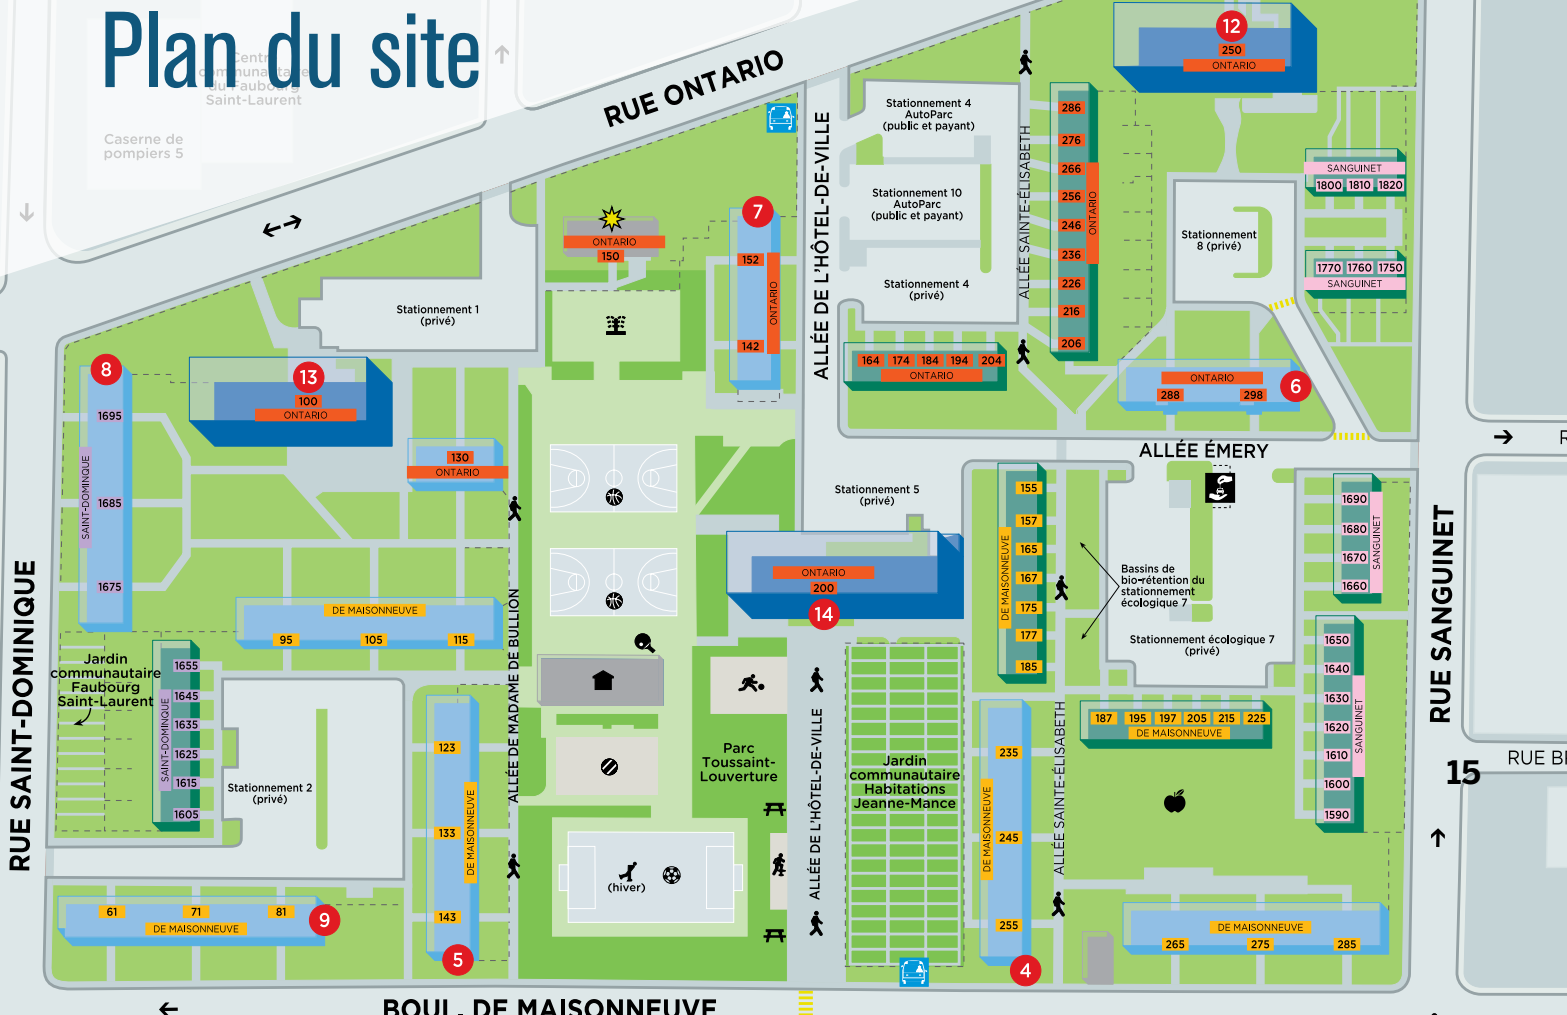 Plan du site
Centre
communautaire
du Faubourg
Saint-Laurent
Caserne de
pompiers 5
RUE ONTARIO
12
250
ONTARIO
Stationnement 4
AutoParc
(public et payant)
Stationnement 10
AutoParc
(public et payant)
Stationnement 4
(privé)
ALLÉE DE L'HÔTEL-DE-VILLE
ALLÉE SAINTE-ÉLISABETH
286
276
266
256
246
236
226
216
206
ONTARIO
SANGUINET
1800 1810 1820
1770 1760 1750
SANGUINET
Stationnement
8 (privé)
7
152
ONTARIO
142
ONTARIO
150
Stationnement 1
(privé)
164 174 184 194 204
ONTARIO
ONTARIO
288 298
6
8
1695
SAINT-DOMINIQUE
1685
1675
13
100
ONTARIO
130
ONTARIO
ALLÉE ÉMERY
R
Stationnement 5
(privé)
155
157
165
167
175
177
185
DE MAISONNEUVE
Bassins de
bio-rétention du
stationnement
écologique 7
Stationnement écologique 7
(privé)
1690
1680
1670
1660
SANGUINET
RUE SANGUINET
ONTARIO
200
14
DE MAISONNEUVE
95 105 115
RUE SAINT-DOMINIQUE
Jardin
communautaire
Faubourg
Saint-Laurent
1655
1645
1635
1625
1615
1605
SAINT-DOMINIQUE
Stationnement 2
(privé)
ALLÉE DE MADAME DE BULLION
123
133
143
DE MAISONNEUVE
5
Parc
Toussaint-
Louverture
ALLÉE DE L'HÔTEL-DE-VILLE
Jardin
communautaire
Habitations
Jeanne-Mance
235
245
255
DE MAISONNEUVE
4
ALLÉE SAINTE-ÉLISABETH
187 195 197 205 215 225
DE MAISONNEUVE
1650
1640
1630
1620
1610
1600
1590
SANGUINET
15
RUE B
(hiver)
61 71 81
DE MAISONNEUVE
9
DE MAISONNEUVE
265 275 285
BOUL. DE MAISONNEUVE